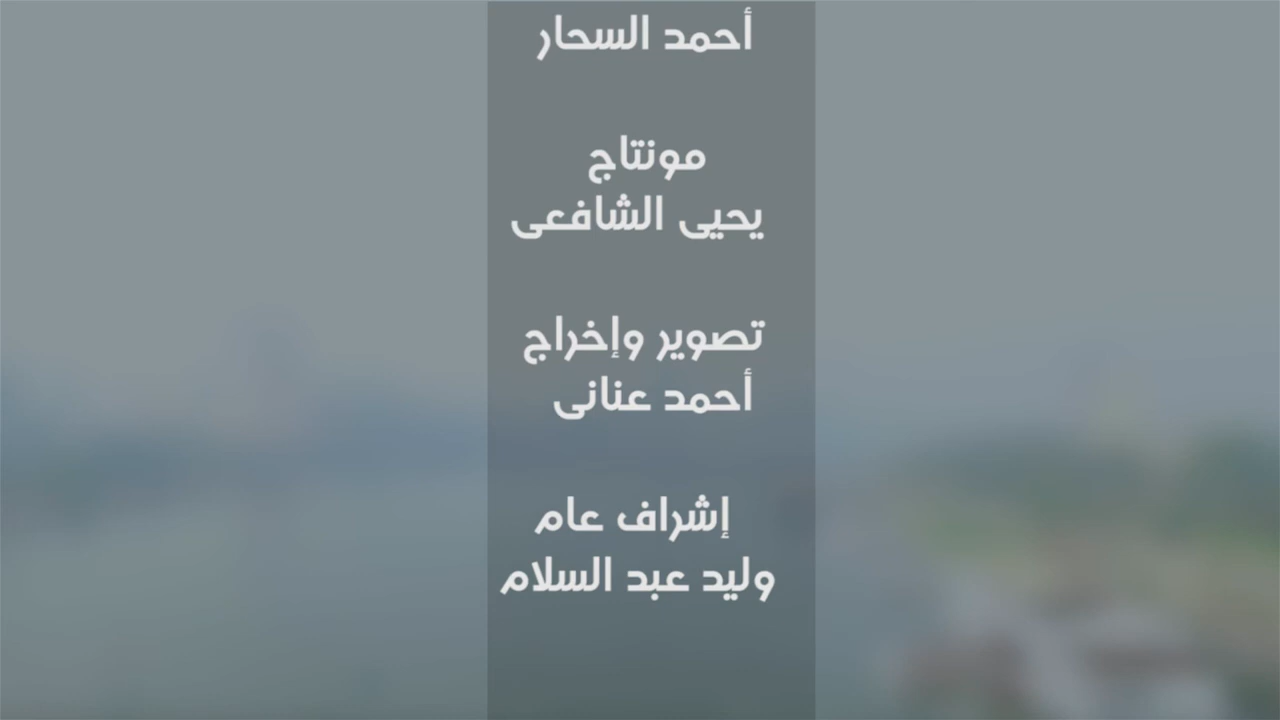 أحمد السحار
مونتاج
يحيى الشافعى
تصوير وإخراج
أحمد عنانى
إشراف عام
وليد عبد السلام